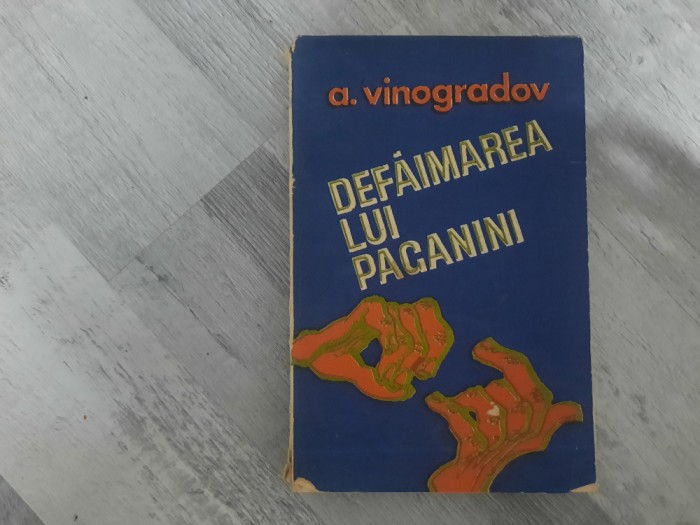 a. vinogradov
DEFĂIMAREA
LUI
PAGANINI